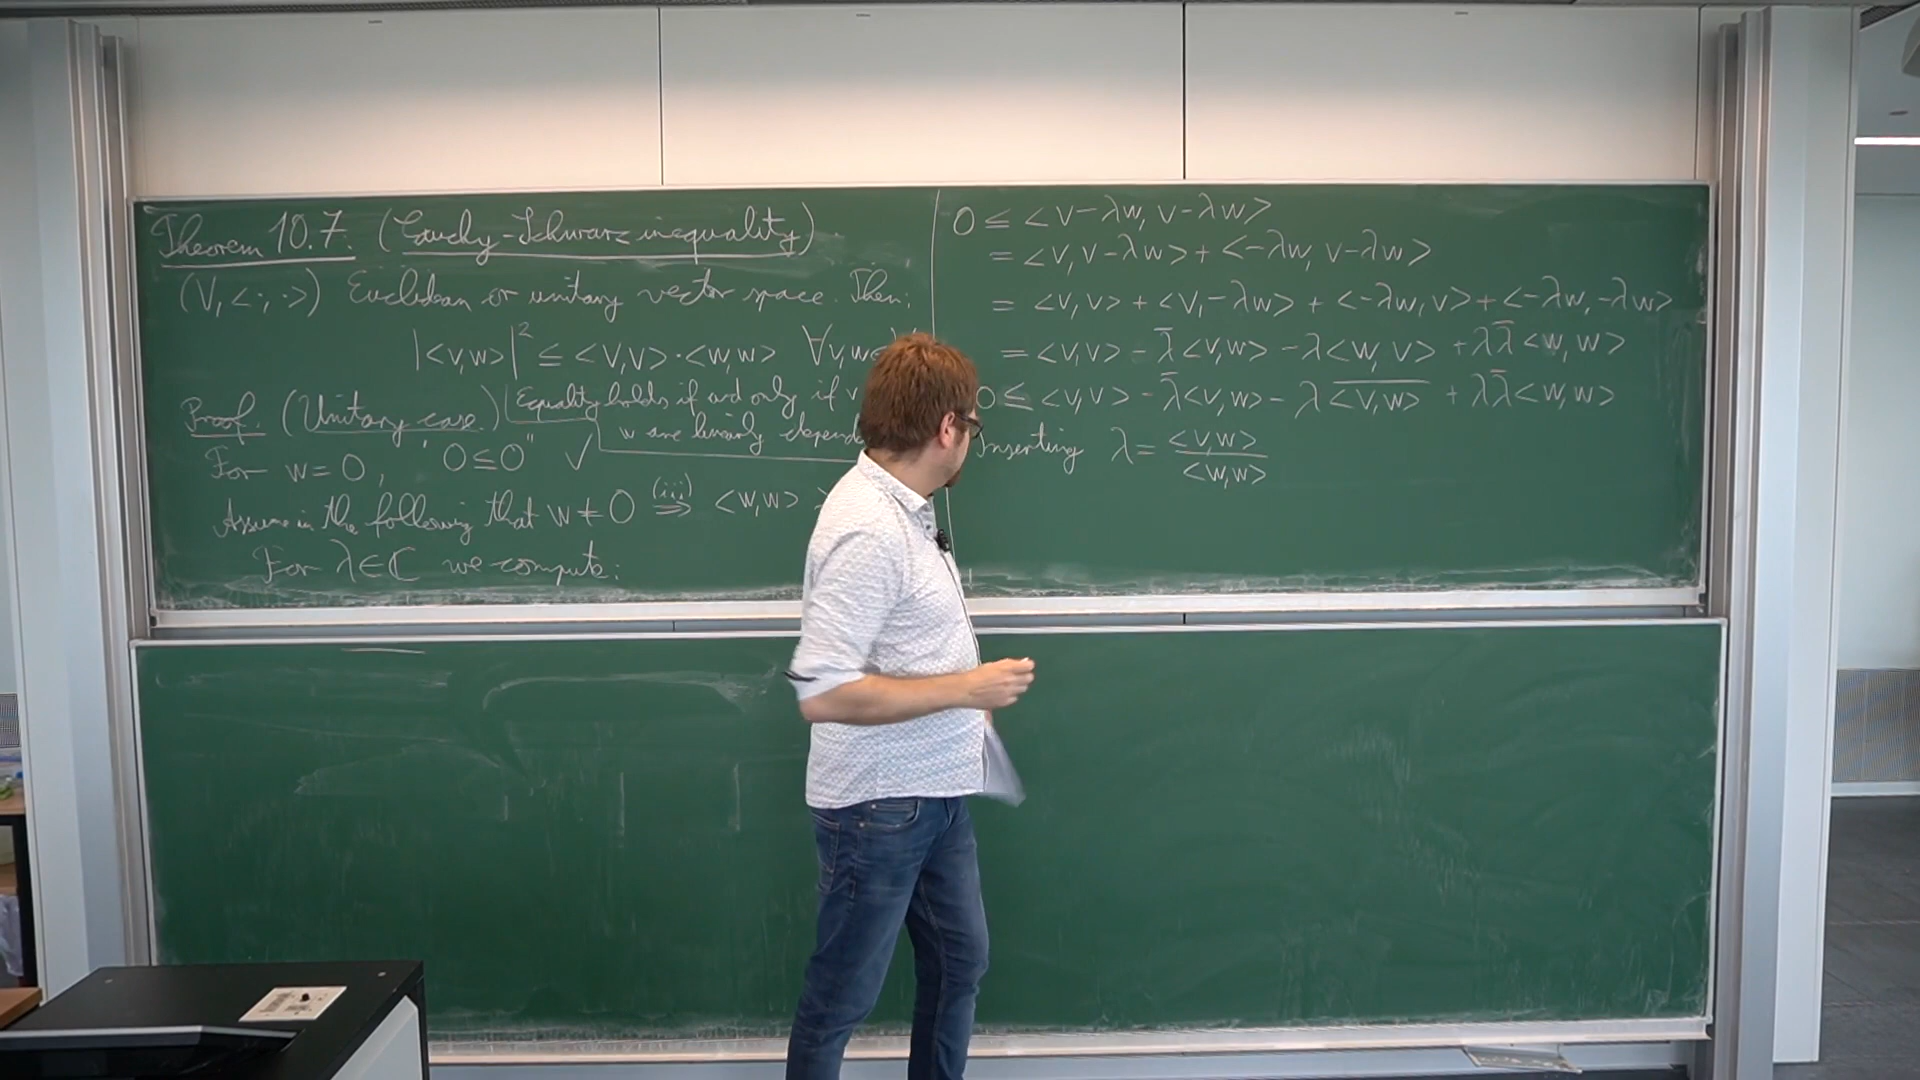 Theorem 10.7. (Cauchy-Schwarz inequality).
(V, <·,·>) Euclidean or unitary vector space. Then:
|<v,w>|² ≤ <v,v>·<w,w> ∀v,w
Proof. (Unitary case.) Equality holds if and only if v
w are linearly
For w=0, "0≤0" ✓
Assume in the following that w≠0 ⇒(iii) <w,w>
For λ∈ℂ we compute:
0 ≤ <v-λw, v-λw>
= <v, v-λw> + <-λw, v-λw>
= <v,v> + <v,-λw> + <-λw,v> + <-λw,-λw>
= <v,v> - λ̄<v,w> - λ<w,v> + λλ̄<w,w>
0 ≤ <v,v> - λ̄<v,w> - λ\overline{<v,w>} + λλ̄<w,w>
Inserting λ = <v,w>/<w,w>